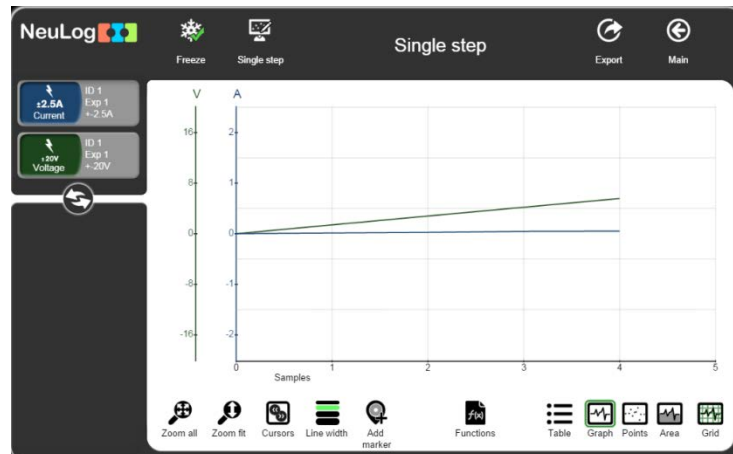 NeuLog
Freeze
Single step
Single step
Export
Main
±2.5A
Current
ID 1
Exp 1
+-2.5A
±20V
Voltage
ID 1
Exp 1
+-20V
V A
16 2
8 1
0 0
-8 -1
-16 -2
0 1 2 3 4 5
Samples
Zoom all
Zoom fit
Cursors
Line width
Add
marker
f(x)
Functions
Table
Graph
Points
Area
Grid